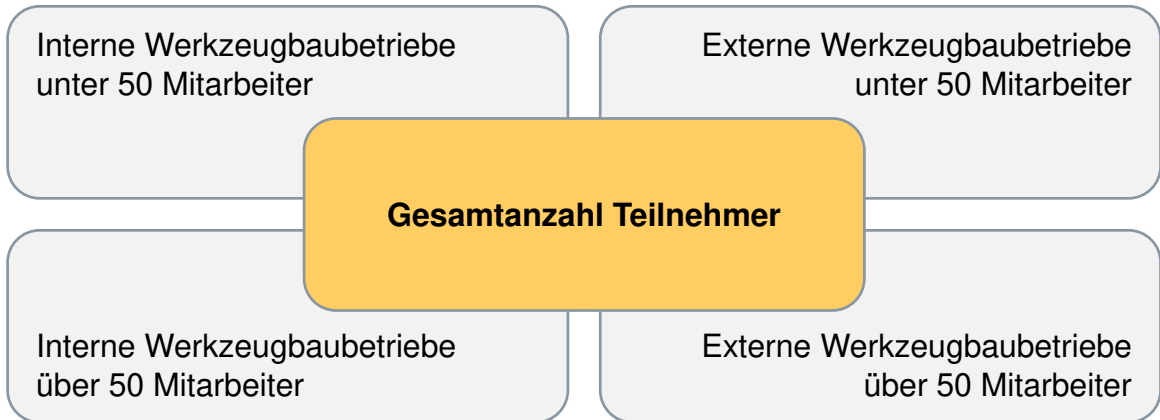 Interne Werkzeugbaubetriebe
unter 50 Mitarbeiter
Externe Werkzeugbaubetriebe
unter 50 Mitarbeiter
Gesamtanzahl Teilnehmer
Interne Werkzeugbaubetriebe
über 50 Mitarbeiter
Externe Werkzeugbaubetriebe
über 50 Mitarbeiter